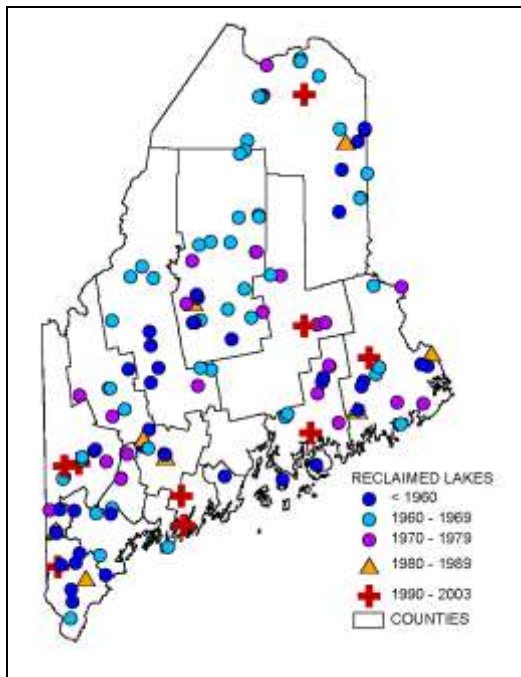 RECLAIMED LAKES
< 1960
1960 - 1969
1970 - 1979
1980 - 1989
1990 - 2003
COUNTIES